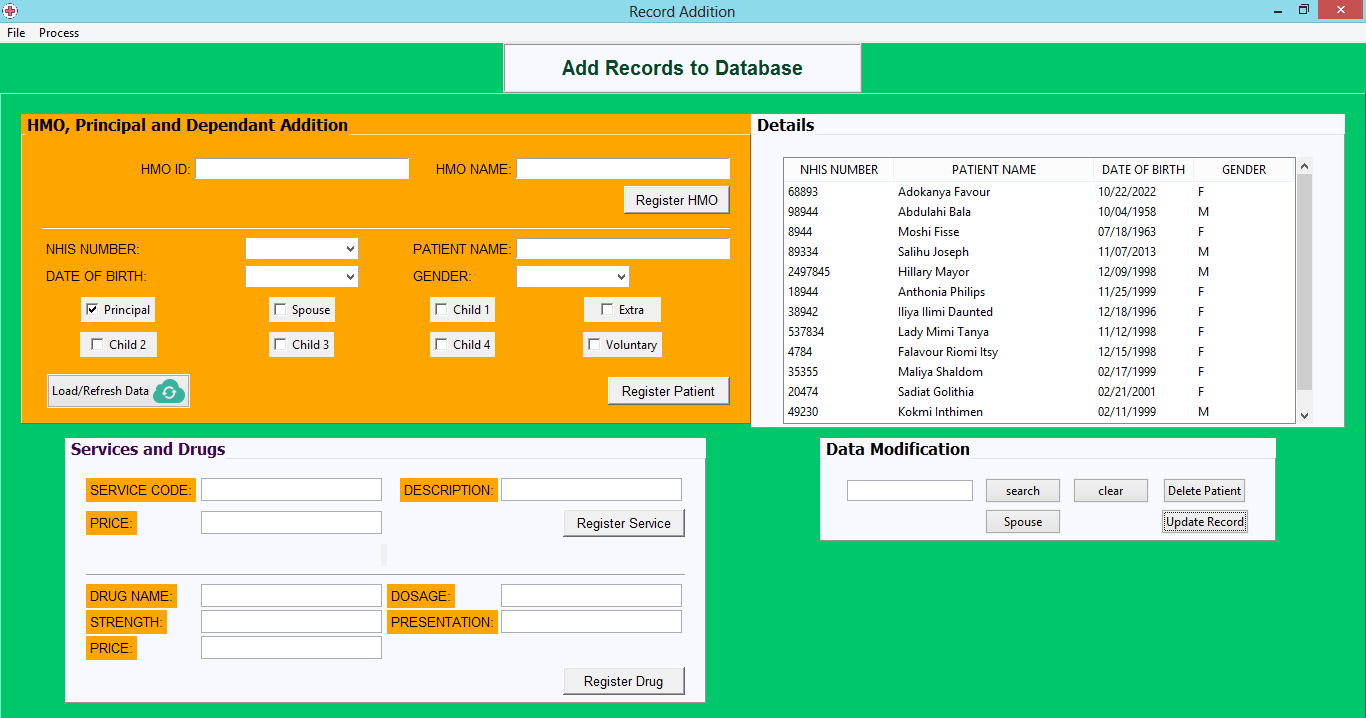 Record Addition
File Process
Add Records to Database
HMO, Principal and Dependant Addition
HMO ID: HMO NAME:
Register HMO
NHIS NUMBER: PATIENT NAME:
DATE OF BIRTH: GENDER:
Principal Spouse Child 1 Extra
Child 2 Child 3 Child 4 Voluntary
Load/Refresh Data Register Patient
Details
NHIS NUMBER PATIENT NAME DATE OF BIRTH GENDER
68893 Adokanya Favour 10/22/2022 F
98944 Abdulahi Bala 10/04/1958 M
8944 Moshi Fisse 07/18/1963 F
89334 Salihu Joseph 11/07/2013 M
2497845 Hillary Mayor 12/09/1998 M
18944 Anthonia Philips 11/25/1999 F
38942 Iliya Ilimi Daunted 12/18/1996 F
537834 Lady Mimi Tanya 11/12/1998 F
4784 Falavour Riomi Itsy 12/15/1998 F
35355 Maliya Shaldom 02/17/1999 F
20474 Sadiat Golithia 02/21/2001 F
49230 Kokmi Inthimen 02/11/1999 M
Services and Drugs
SERVICE CODE: DESCRIPTION:
PRICE: Register Service
DRUG NAME: DOSAGE:
STRENGTH: PRESENTATION:
PRICE:
Register Drug
Data Modification
search clear Delete Patient
Spouse Update Record